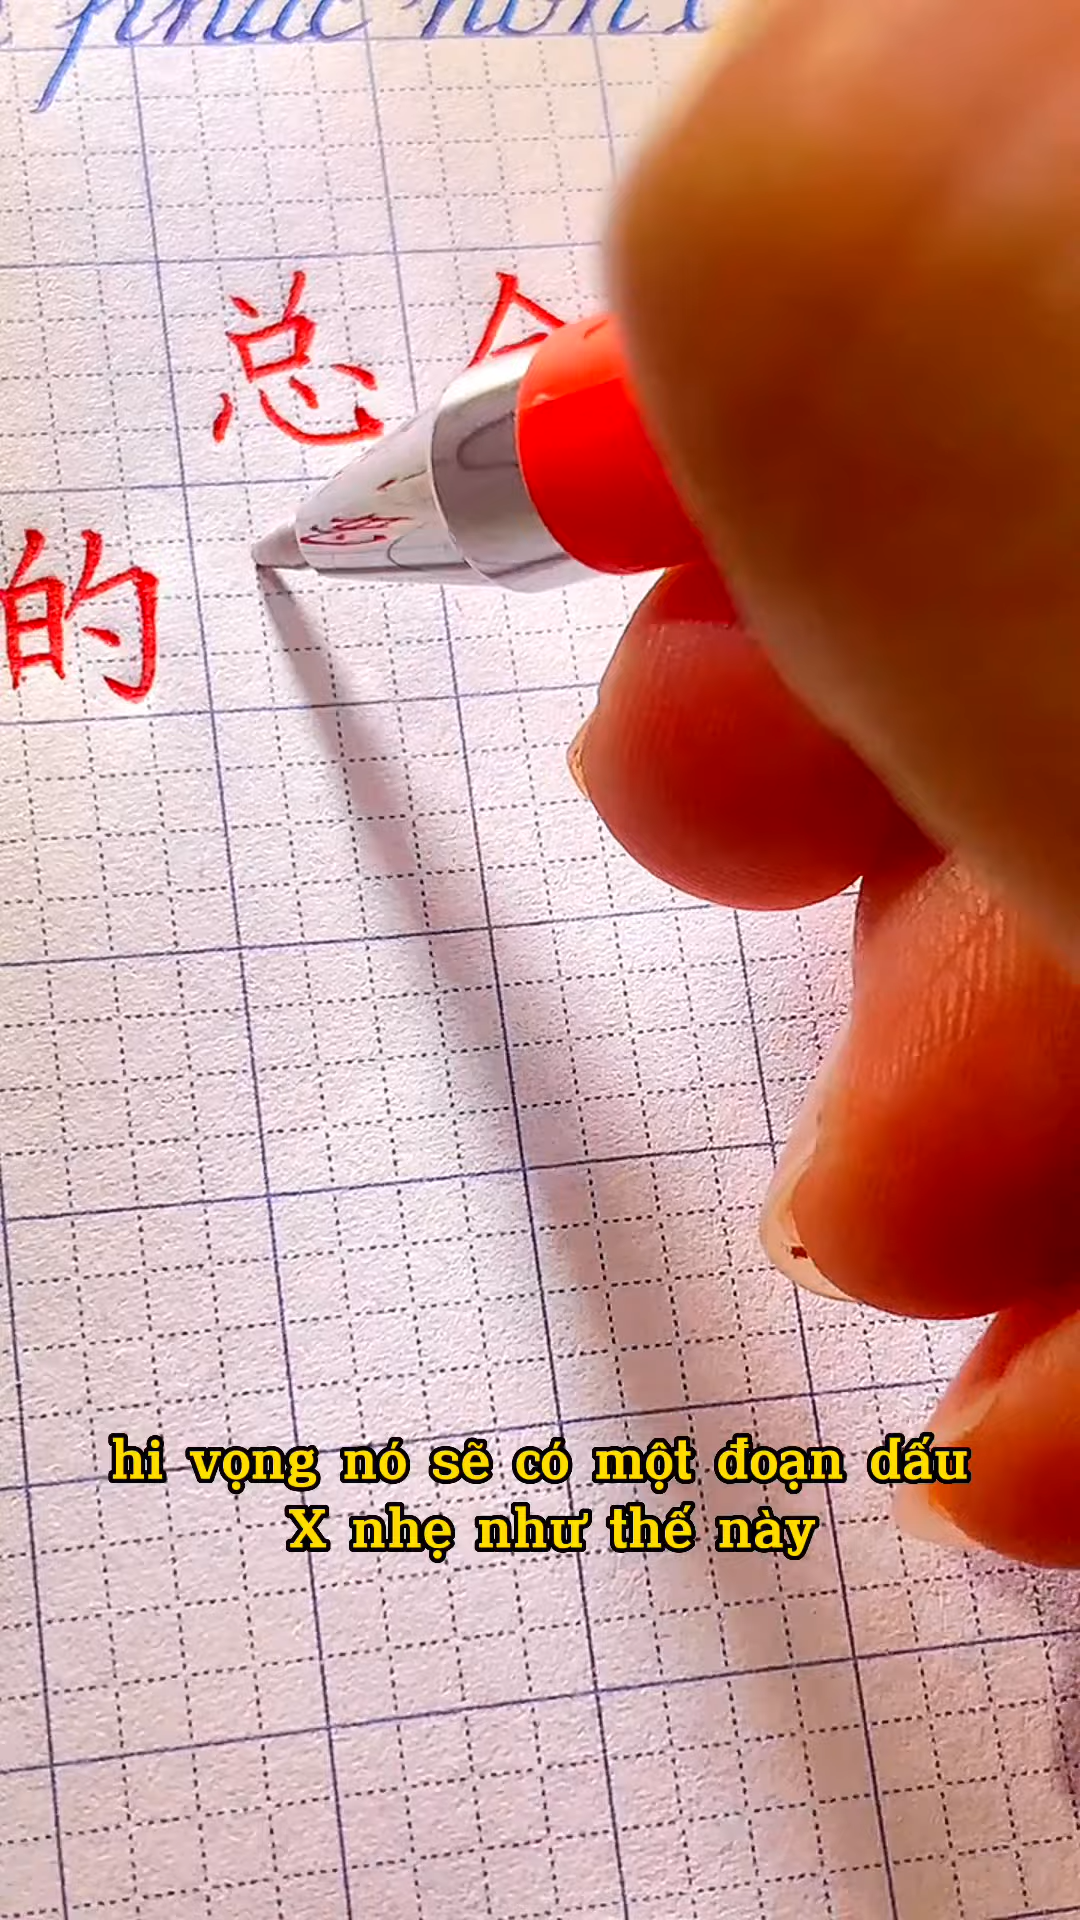 总
的
hi vọng nó sẽ có một đoạn dấu
X nhẹ như thế này